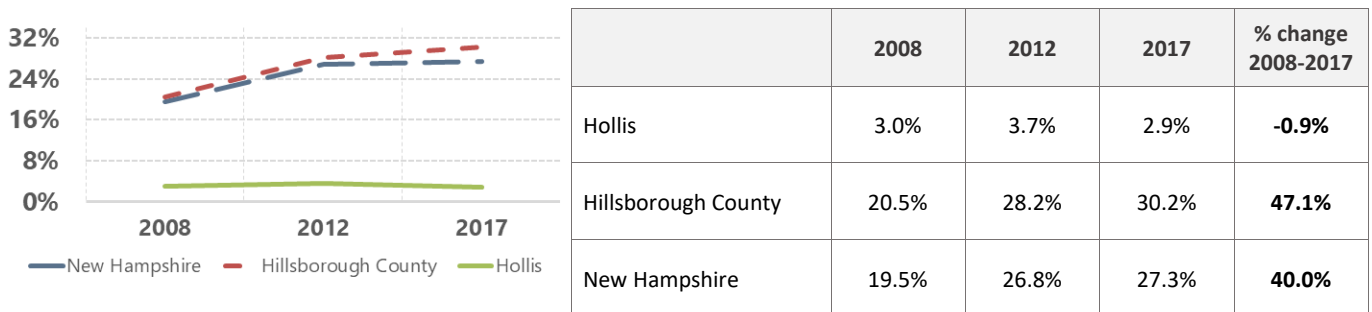 32%
24%
16%
8%
0%
2008 2012 2017
New Hampshire Hillsborough County Hollis
2008 2012 2017 % change
2008-2017
Hollis 3.0% 3.7% 2.9% -0.9%
Hillsborough County 20.5% 28.2% 30.2% 47.1%
New Hampshire 19.5% 26.8% 27.3% 40.0%